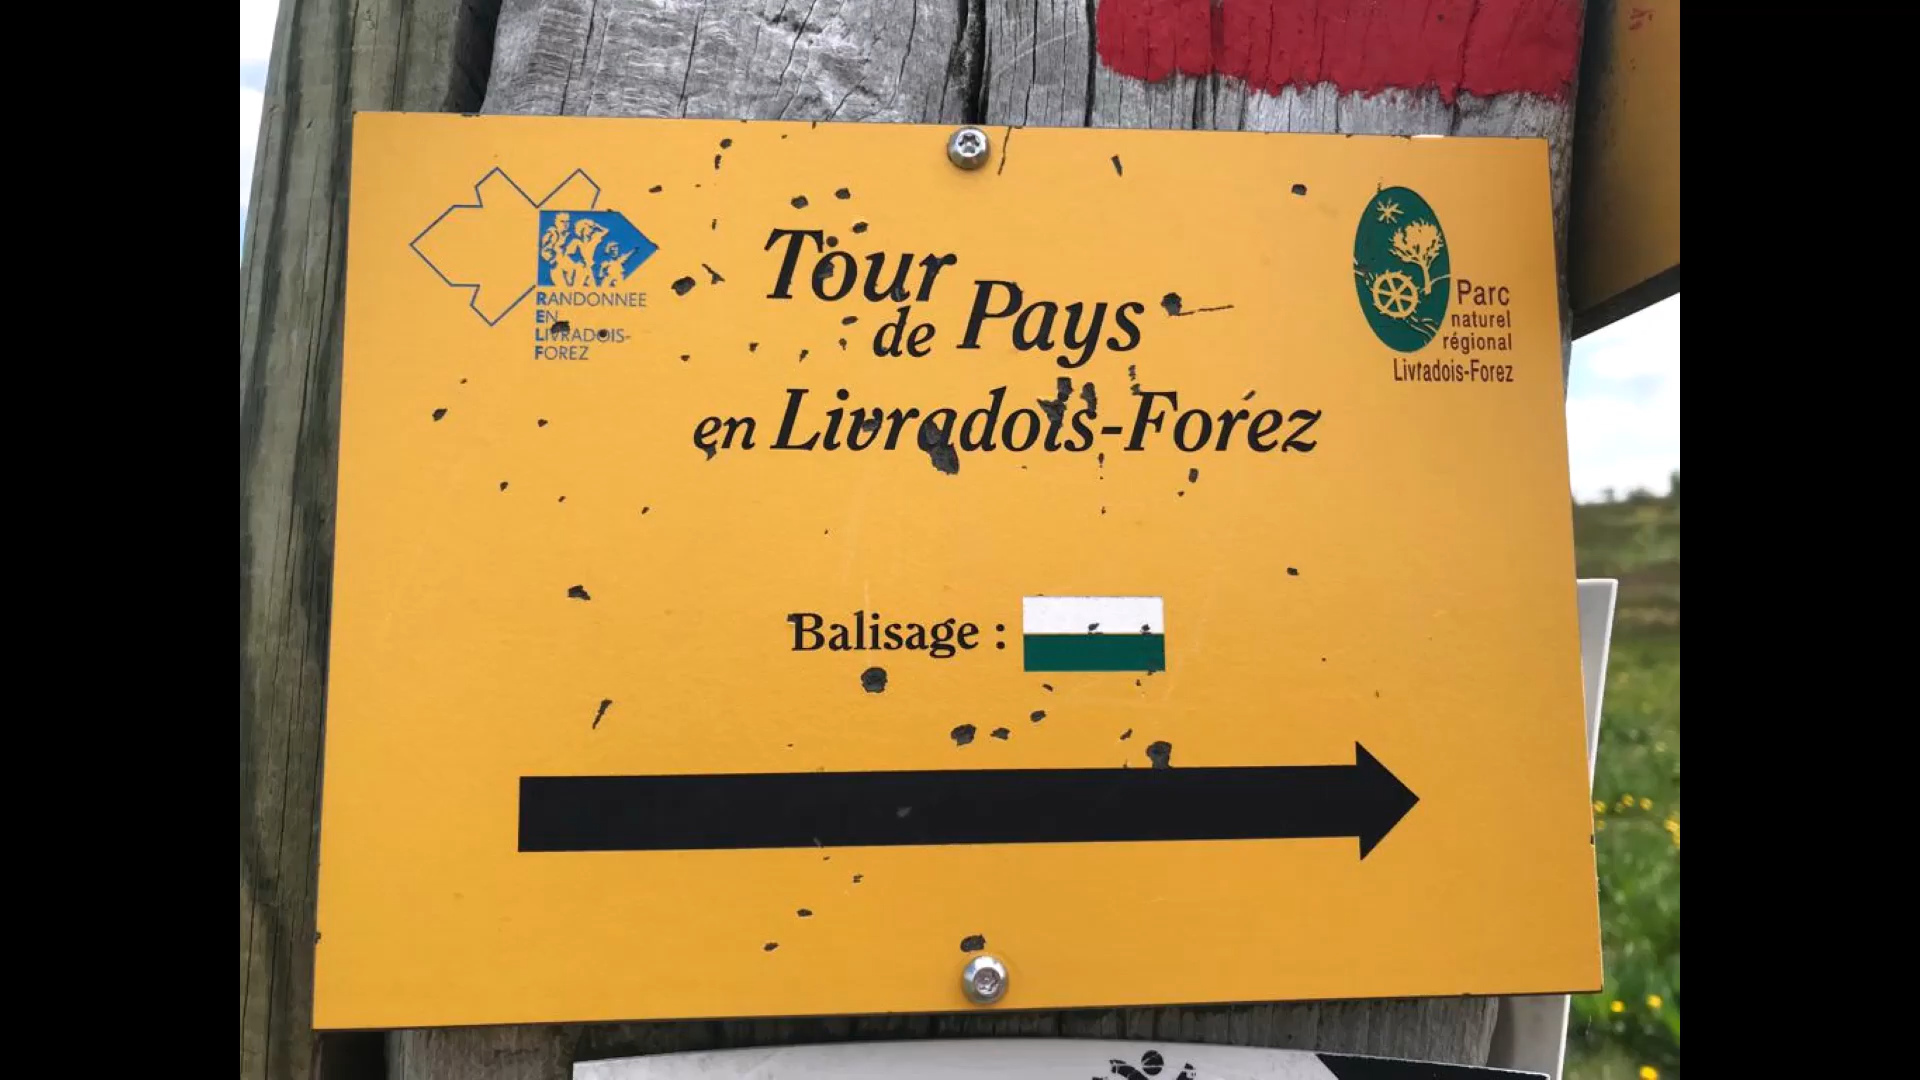 Tour
de Pays
en Livradois-Forez
RANDONNEE
EN
LIVRADOIS-
FOREZ
Parc
naturel
régional
Livradois-Forez
Balisage :